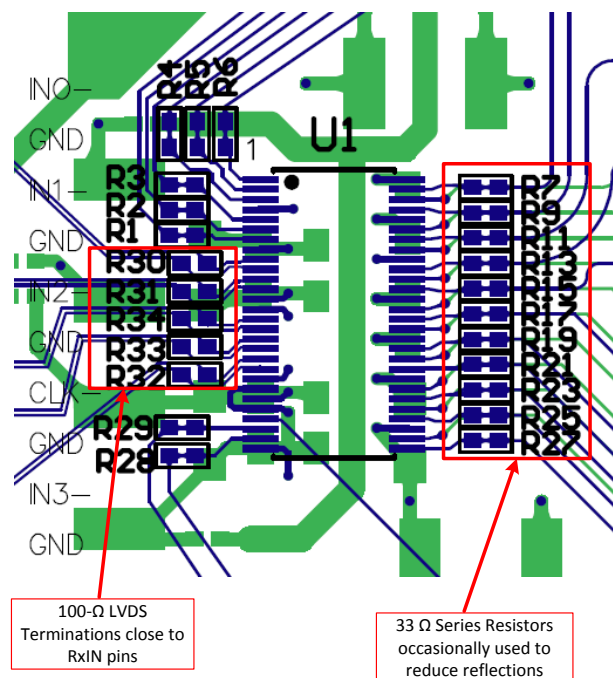 IN0-
R4
R5
R6
GND
1
U1
IN1-
R3
R2
R1
GND
R30
IN2-
R31
R34
GND
R33
R32
CLK-
R29
GND
R28
IN3-
GND
R7
R9
R11
R13
R15
R17
R19
R21
R23
R25
R27
100-Ω LVDS
Terminations close to
RxIN pins
33 Ω Series Resistors
occasionally used to
reduce reflections